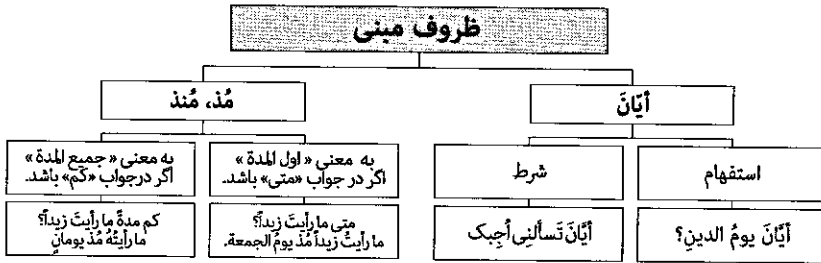 ظروف مبنی
أیّانَ
مُذ، مُنذ
استفهام
شرط
به معنی « اول المدة »
اگر در جواب «متی» باشد.
به معنی « جمیع المدة »
اگر درجواب «کم» باشد.
أیّانَ یومُ الدینِ؟
أیّانَ تَسألنِی أجِبک
متی ما رأیتَ زیداً؟
ما رأیتُ زیداً مُذ یومُ الجمعة.
کم مدةً ما رأیتَ زیداً؟
ما رأیتُهُ مُذ یومانِ